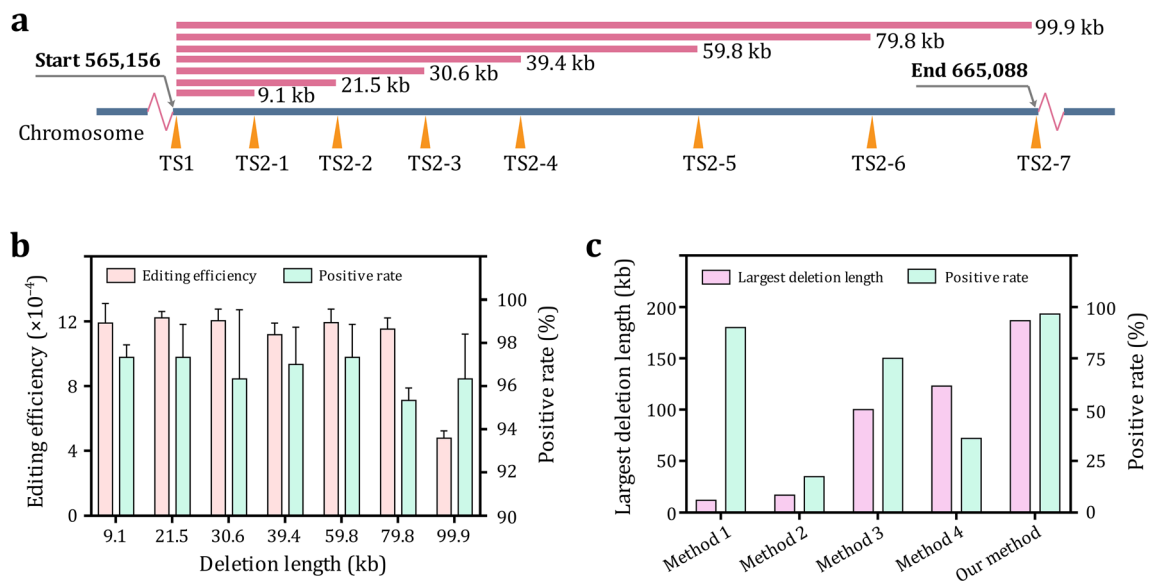 a
99.9 kb
79.8 kb
59.8 kb
39.4 kb
30.6 kb
21.5 kb
9.1 kb
Start 565,156
End 665,088
Chromosome
TS1 TS2-1 TS2-2 TS2-3 TS2-4 TS2-5 TS2-6 TS2-7
b
Editing efficiency Positive rate
Editing efficiency (×10⁻⁴)
12
8
4
0
Positive rate (%)
100
98
96
94
92
90
9.1 21.5 30.6 39.4 59.8 79.8 99.9
Deletion length (kb)
c
Largest deletion length Positive rate
Largest deletion length (kb)
200
150
100
50
0
Positive rate (%)
100
75
50
25
0
Method 1 Method 2 Method 3 Method 4 Our method